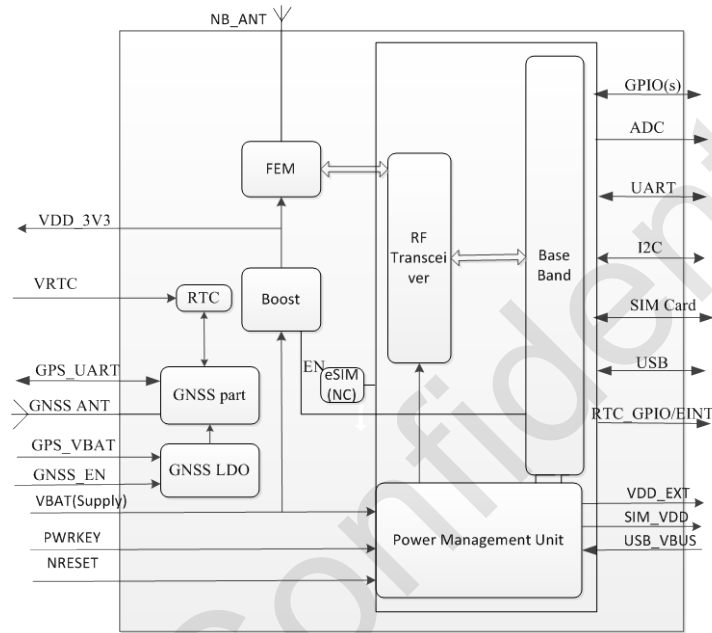 NB_ANT
GPIO(s)
ADC
FEM
UART
VDD_3V3
RF
Transcei
ver
Base
Band
I2C
VRTC
RTC
Boost
SIM Card
EN
eSIM
(NC)
GPS_UART
GNSS part
USB
GNSS ANT
RTC_GPIO/EINT
GPS_VBAT
GNSS LDO
GNSS_EN
VBAT(Supply)
VDD_EXT
SIM_VDD
PWRKEY
Power Management Unit
USB_VBUS
NRESET
Confident